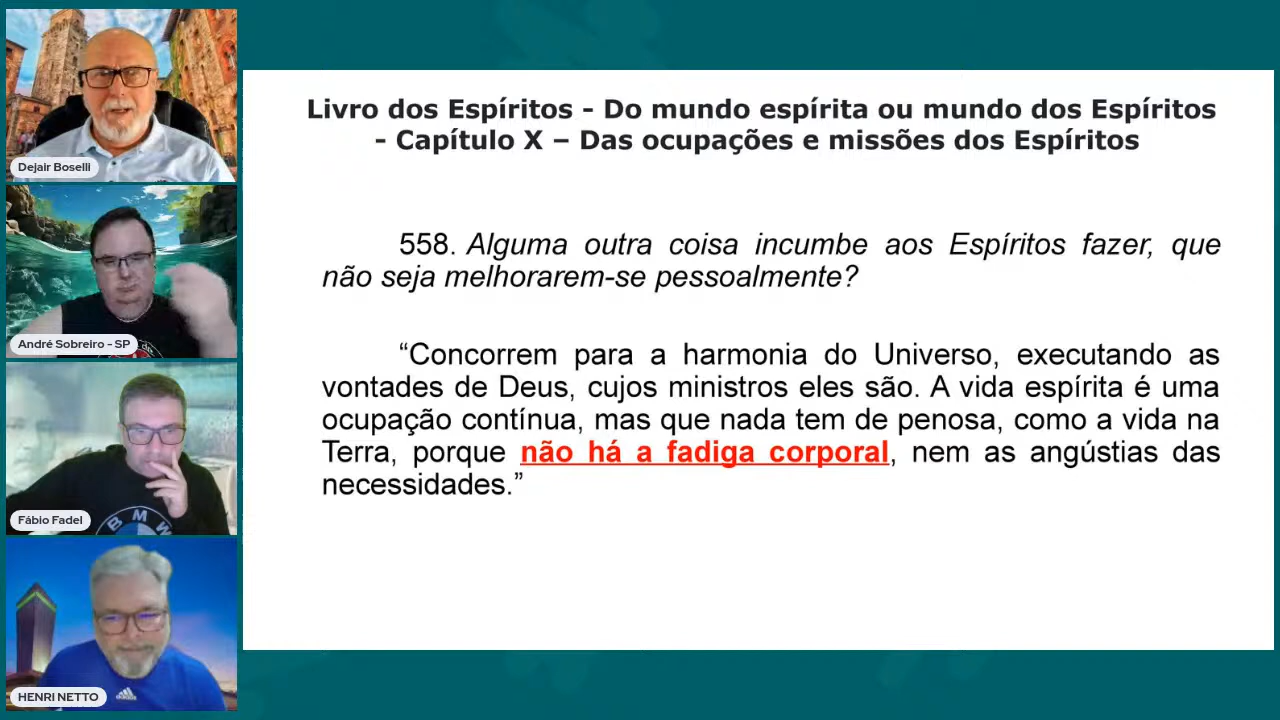 Dejair Boselli
André Sobreiro - SP
BMW
Fábio Fadel
HENRI NETTO
Livro dos Espíritos - Do mundo espírita ou mundo dos Espíritos
- Capítulo X – Das ocupações e missões dos Espíritos
558. Alguma outra coisa incumbe aos Espíritos fazer, que
não seja melhorarem-se pessoalmente?
“Concorrem para a harmonia do Universo, executando as
vontades de Deus, cujos ministros eles são. A vida espírita é uma
ocupação contínua, mas que nada tem de penosa, como a vida na
Terra, porque não há a fadiga corporal, nem as angústias das
necessidades.”